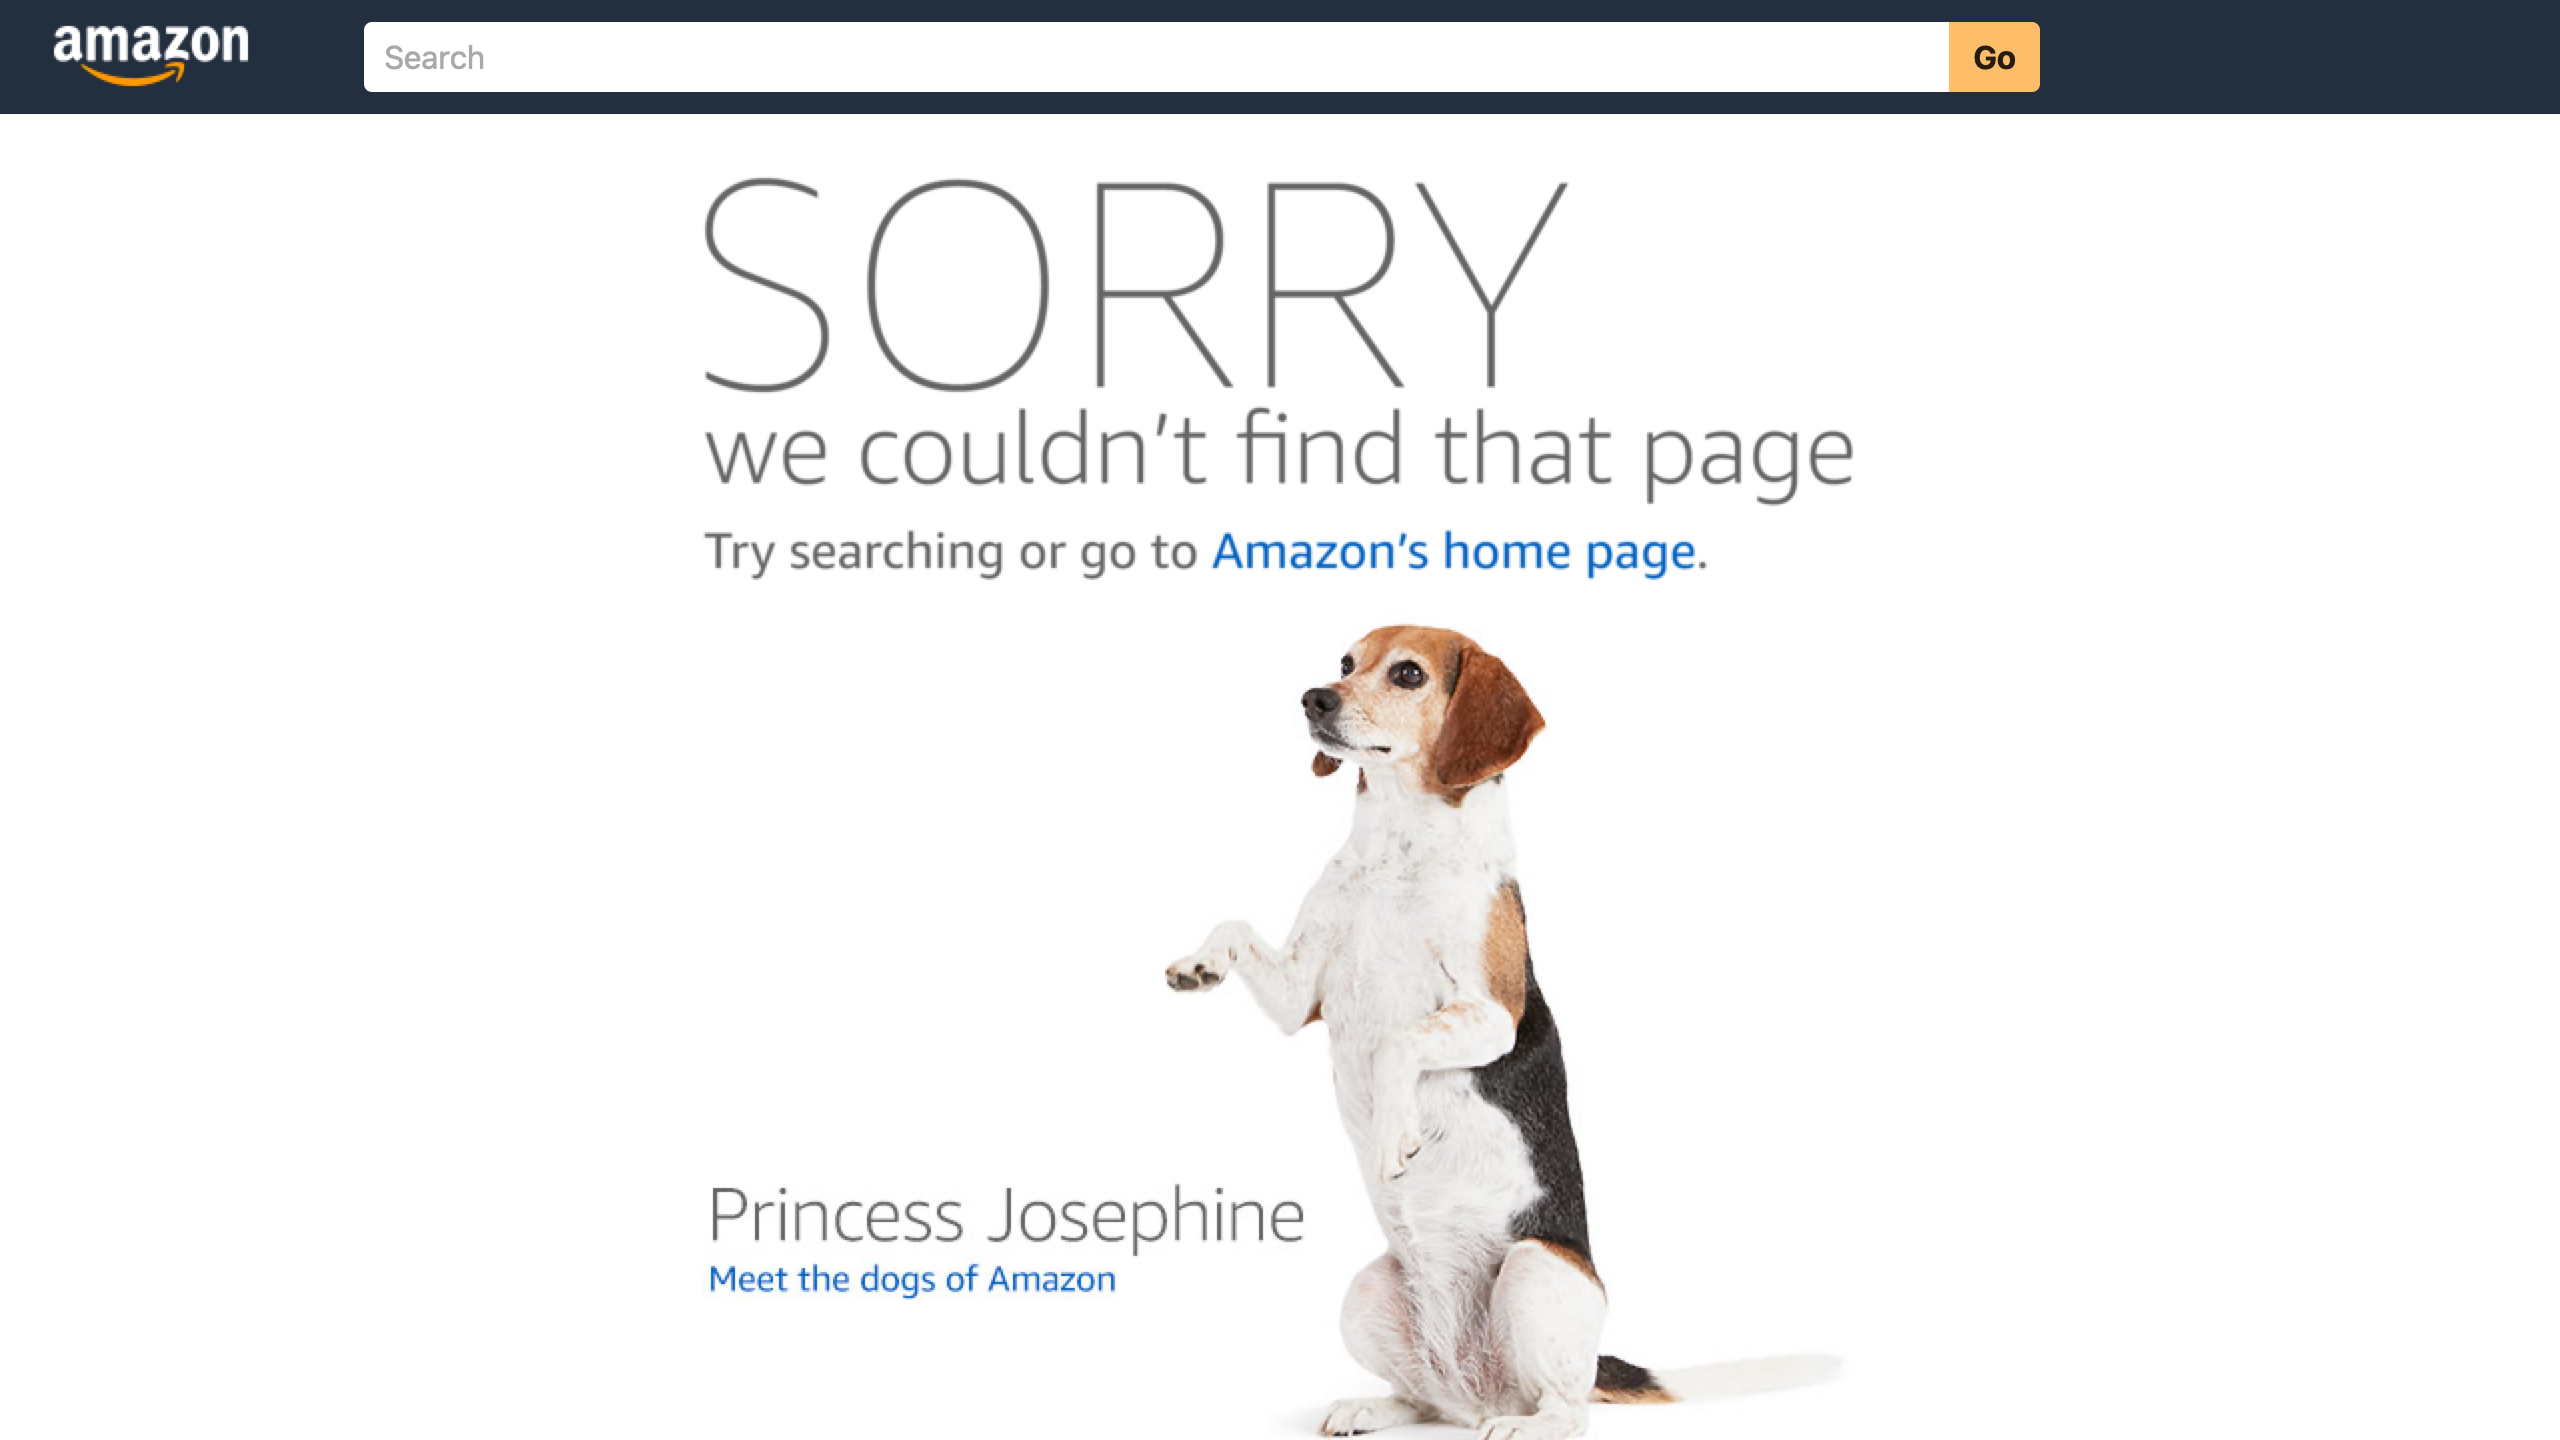 amazon
Search
Go
SORRY
we couldn't find that page
Try searching or go to Amazon's home page.
Princess Josephine
Meet the dogs of Amazon